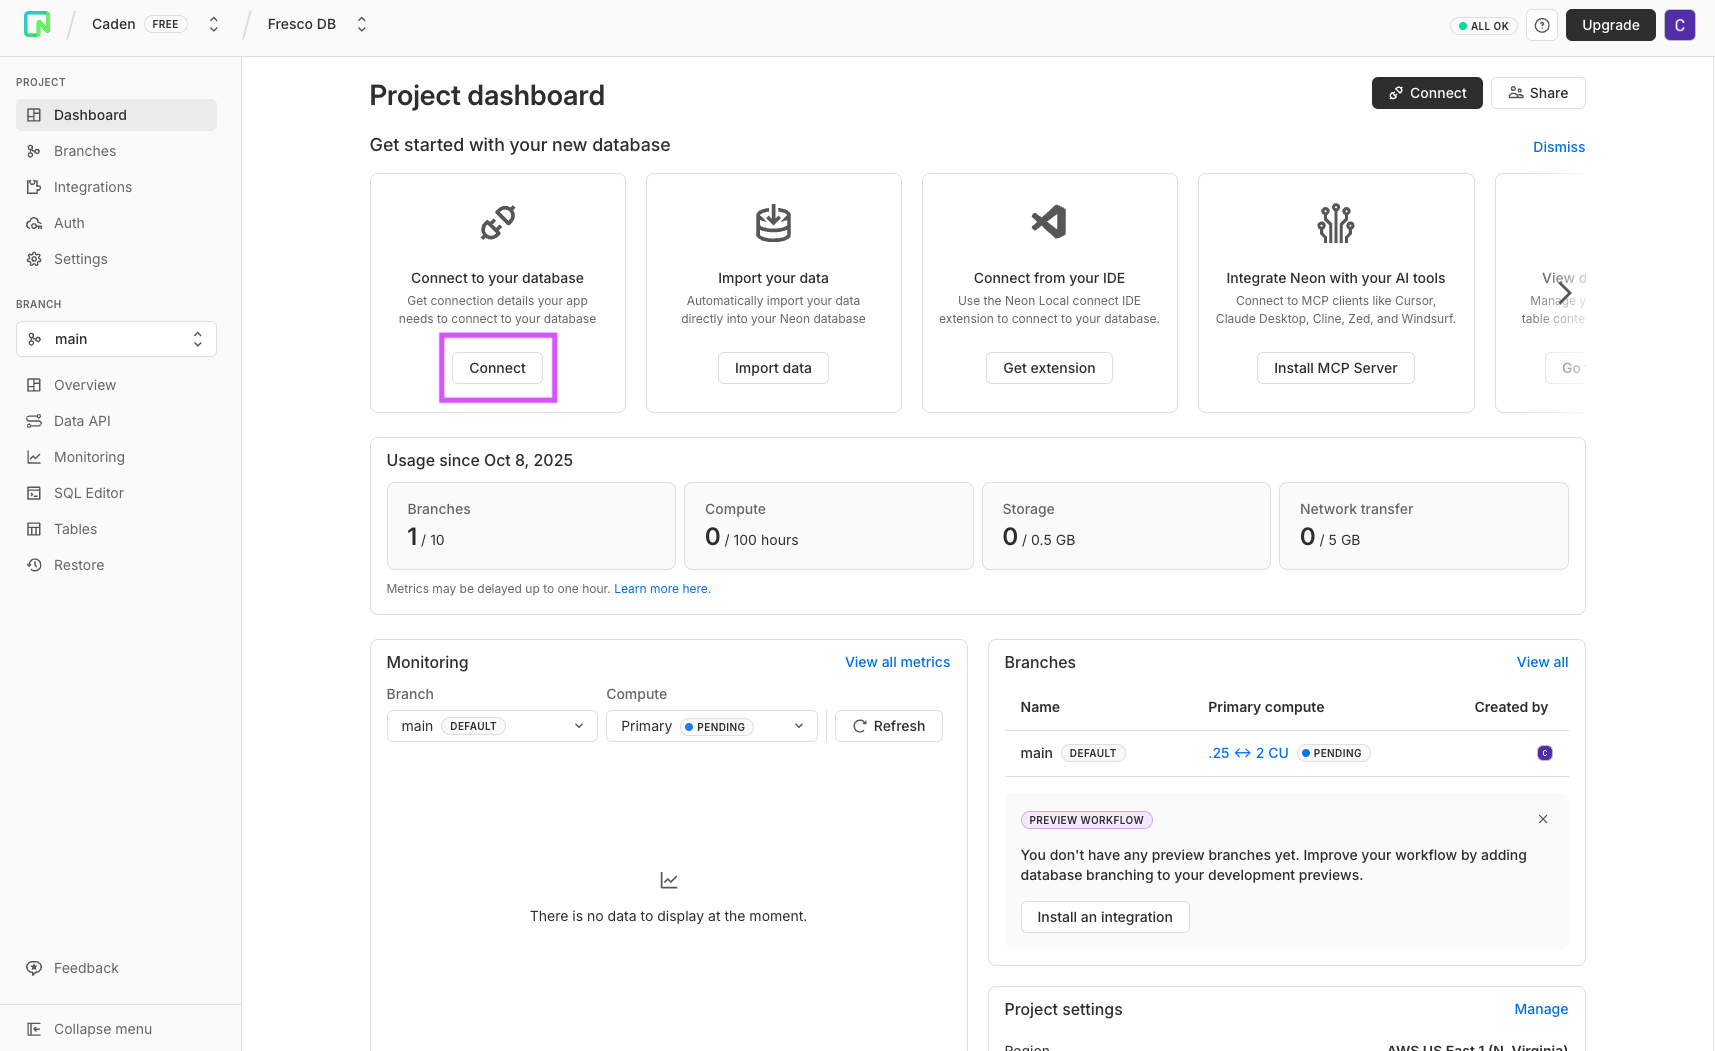 Caden FREE
Fresco DB
ALL OK
Upgrade
C
PROJECT
Dashboard
Branches
Integrations
Auth
Settings
BRANCH
main
Overview
Data API
Monitoring
SQL Editor
Tables
Restore
Feedback
Collapse menu
Project dashboard
Connect
Share
Get started with your new database
Dismiss
Connect to your database
Get connection details your app
needs to connect to your database
Connect
Import your data
Automatically import your data
directly into your Neon database
Import data
Connect from your IDE
Use the Neon Local connect IDE
extension to connect to your database.
Get extension
Integrate Neon with your AI tools
Connect to MCP clients like Cursor,
Claude Desktop, Cline, Zed, and Windsurf.
Install MCP Server
View
table
Go
Usage since Oct 8, 2025
Branches
1 / 10
Compute
0 / 100 hours
Storage
0 / 0.5 GB
Network transfer
0 / 5 GB
Metrics may be delayed up to one hour. Learn more here.
Monitoring
View all metrics
Branch
Compute
main DEFAULT
Primary PENDING
Refresh
There is no data to display at the moment.
Branches
View all
Name
Primary compute
Created by
main DEFAULT
.25 ↔ 2 CU PENDING
C
PREVIEW WORKFLOW
You don't have any preview branches yet. Improve your workflow by adding
database branching to your development previews.
Install an integration
Project settings
Manage
Region
AWS US East 1 (N. Virginia)